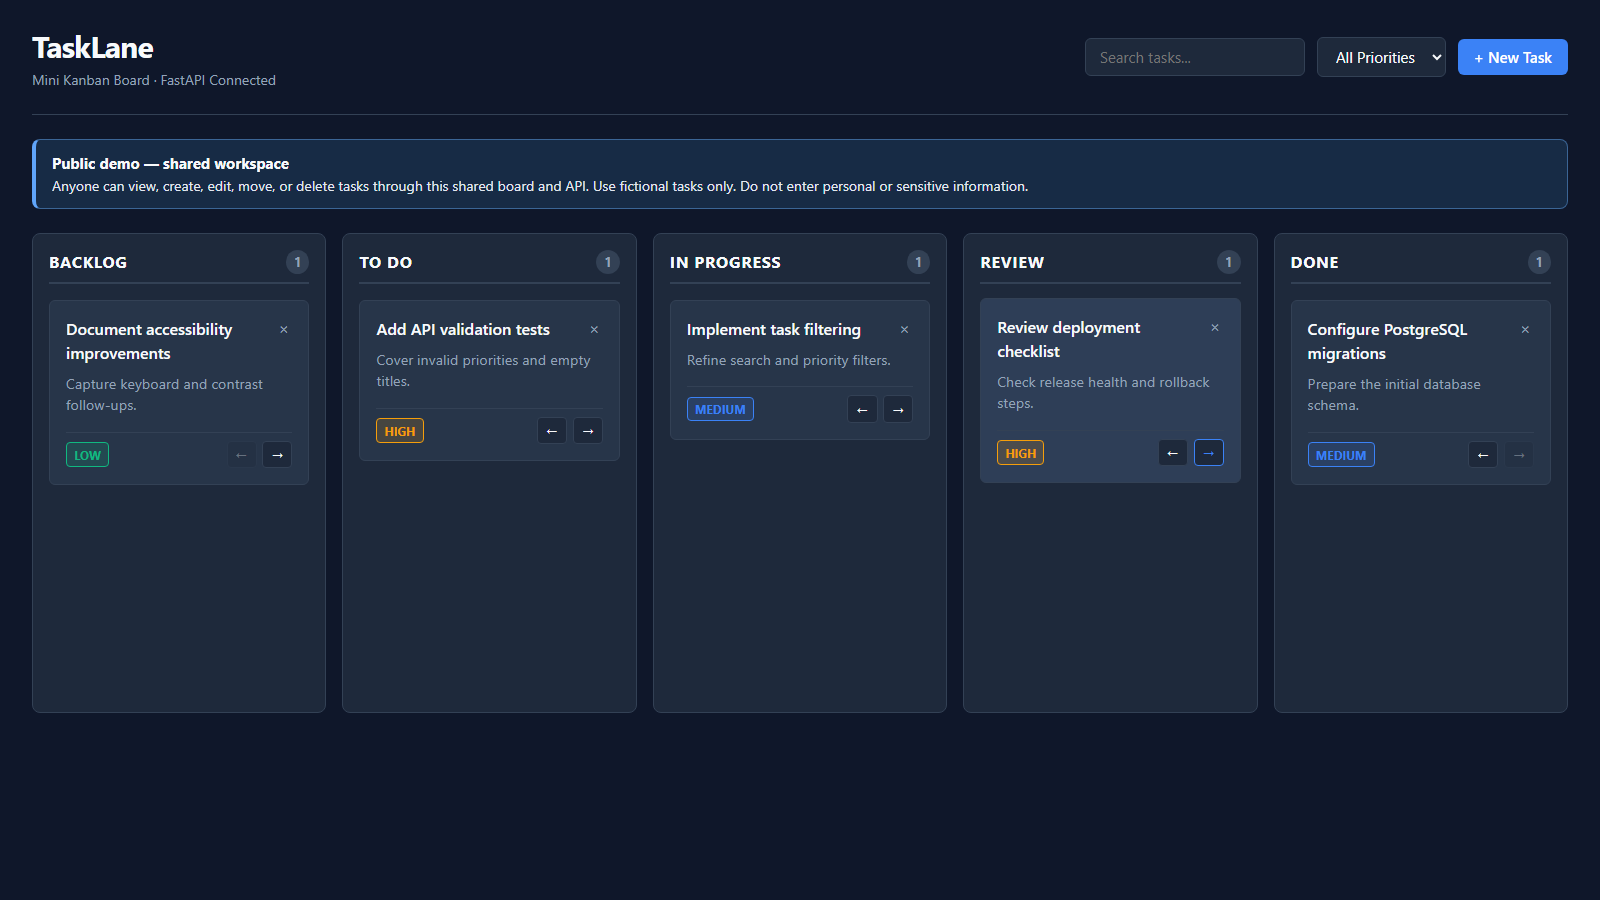 TaskLane
Mini Kanban Board · FastAPI Connected
Search tasks...
All Priorities
+ New Task
Public demo — shared workspace
Anyone can view, create, edit, move, or delete tasks through this shared board and API. Use fictional tasks only. Do not enter personal or sensitive information.
BACKLOG 1
Document accessibility ×
improvements
Capture keyboard and contrast
follow-ups.
LOW ← →
TO DO 1
Add API validation tests ×
Cover invalid priorities and empty
titles.
HIGH ← →
IN PROGRESS 1
Implement task filtering ×
Refine search and priority filters.
MEDIUM ← →
REVIEW 1
Review deployment ×
checklist
Check release health and rollback
steps.
HIGH ← →
DONE 1
Configure PostgreSQL ×
migrations
Prepare the initial database
schema.
MEDIUM ← →